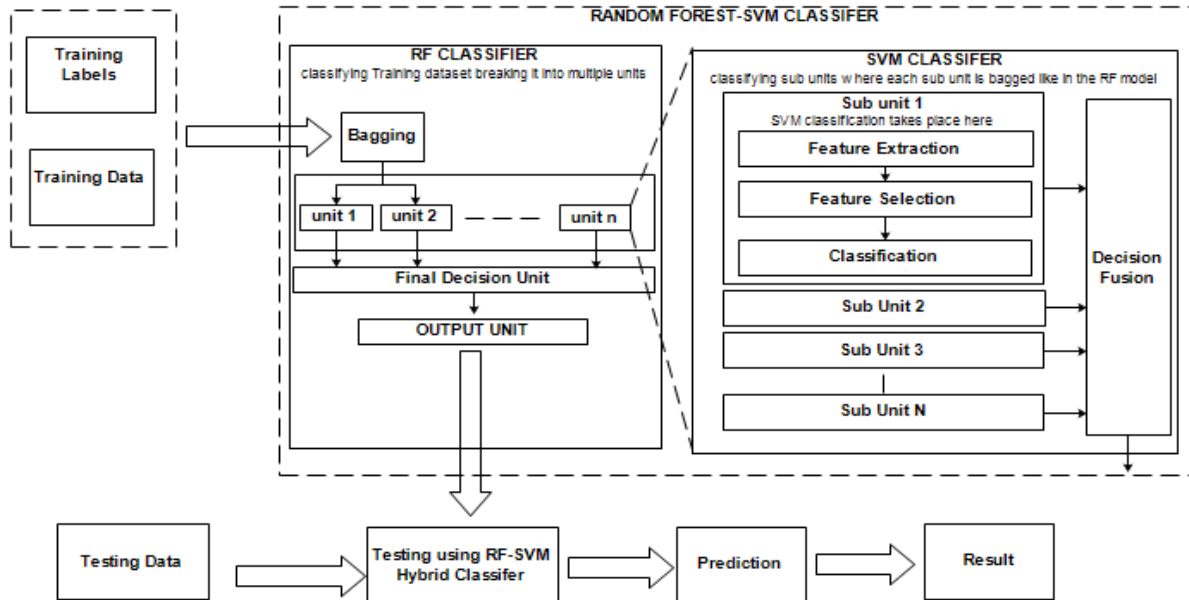 RANDOM FOREST-SVM CLASSIFER
Training
Labels
Training Data
RF CLASSIFIER
classifying Training dataset breaking it into multiple units
Bagging
unit 1
unit 2
unit n
Final Decision Unit
OUTPUT UNIT
SVM CLASSIFER
classifying sub units where each sub unit is bagged like in the RF model
Sub unit 1
SVM classification takes place here
Feature Extraction
Feature Selection
Classification
Sub Unit 2
Sub Unit 3
Sub Unit N
Decision
Fusion
Testing Data
Testing using RF-SVM
Hybrid Classifer
Prediction
Result